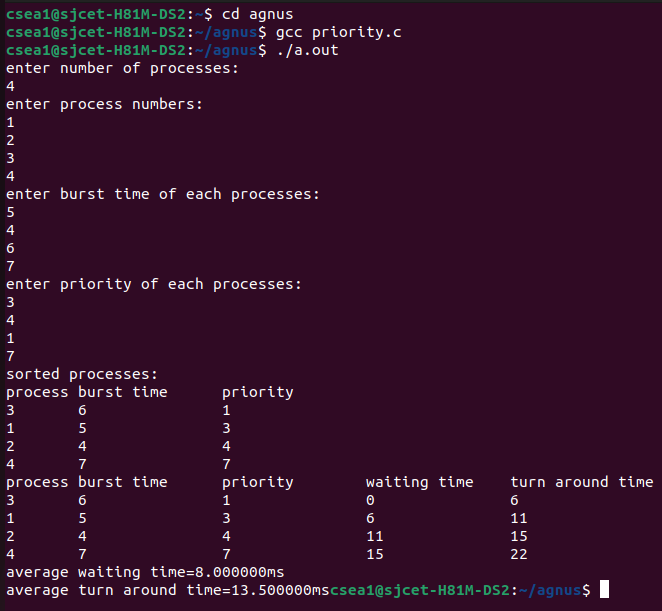 csea1@sjcet-H81M-DS2:~$ cd agnus
csea1@sjcet-H81M-DS2:~/agnus$ gcc priority.c
csea1@sjcet-H81M-DS2:~/agnus$ ./a.out
enter number of processes:
4
enter process numbers:
1
2
3
4
enter burst time of each processes:
5
4
6
7
enter priority of each processes:
3
4
1
7
sorted processes:
process burst time      priority
3       6               1
1       5               3
2       4               4
4       7               7
process burst time      priority        waiting time    turn around time
3       6               1               0               6
1       5               3               6               11
2       4               4               11              15
4       7               7               15              22
average waiting time=8.000000ms
average turn around time=13.500000mscsea1@sjcet-H81M-DS2:~/agnus$